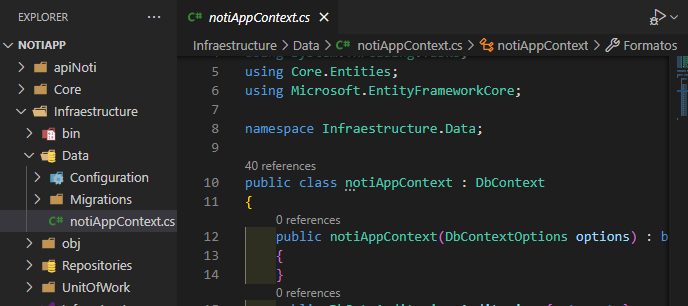 EXPLORER
NOTIAPP
apiNoti
Core
Infraestructure
bin
Data
Configuration
Migrations
C# notiAppContext.cs
obj
Repositories
UnitOfWork
C# notiAppContext.cs
Infraestructure > Data > C# notiAppContext.cs > notiAppContext > Formatos
5 using Core.Entities;
6 using Microsoft.EntityFrameworkCore;
7
8 namespace Infraestructure.Data;
9
40 references
10 public class notiAppContext : DbContext
11 {
0 references
12 public notiAppContext(DbContextOptions options) : b
13 {
14 }
0 references